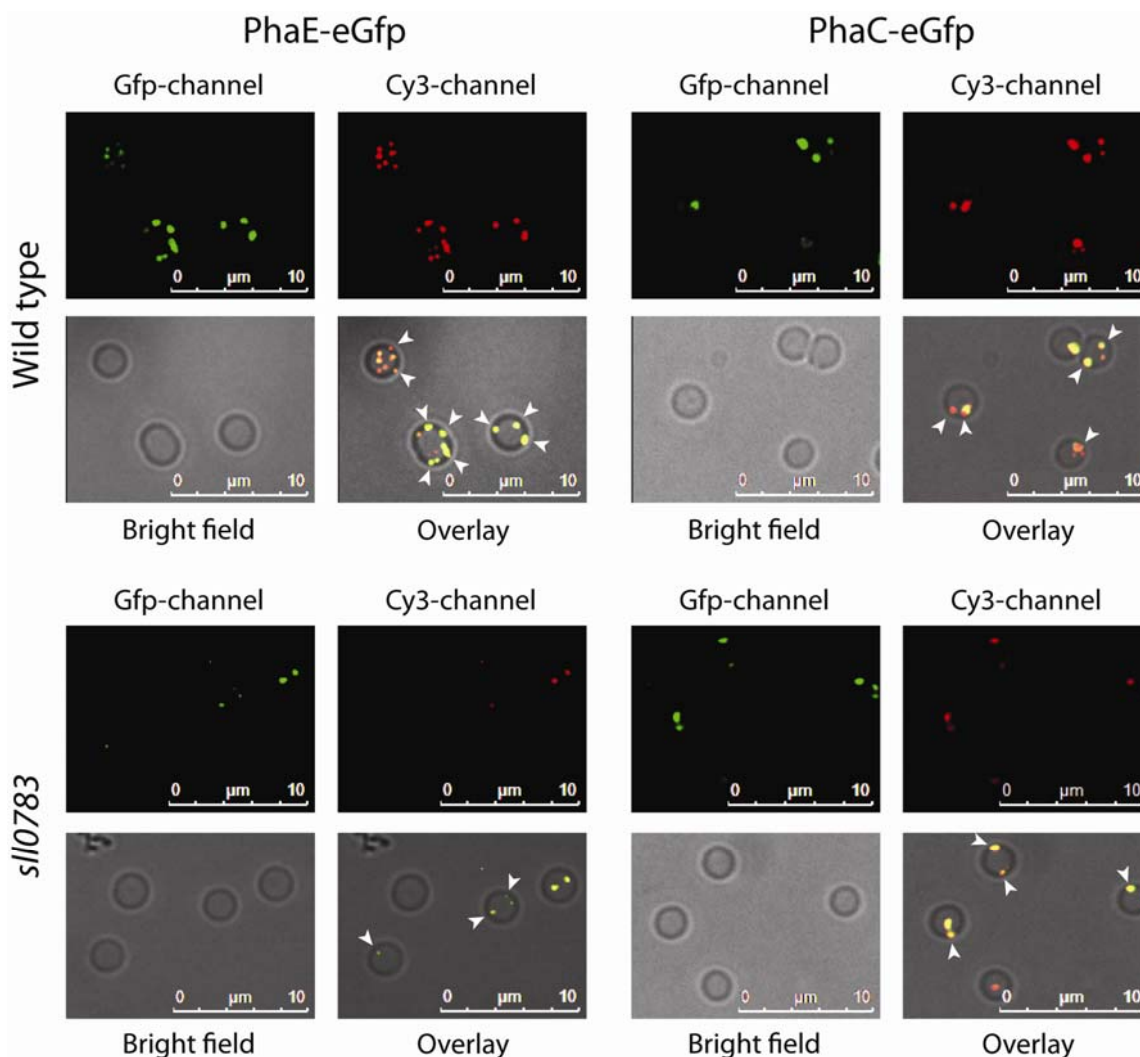 PhaE-eGfp PhaC-eGfp
Gfp-channel Cy3-channel Gfp-channel Cy3-channel
Wild type
0 µm 10 0 µm 10 0 µm 10 0 µm 10
0 µm 10 0 µm 10 0 µm 10 0 µm 10
Bright field Overlay Bright field Overlay
Gfp-channel Cy3-channel Gfp-channel Cy3-channel
sll0783
0 µm 10 0 µm 10 0 µm 10 0 µm 10
0 µm 10 0 µm 10 0 µm 10 0 µm 10
Bright field Overlay Bright field Overlay